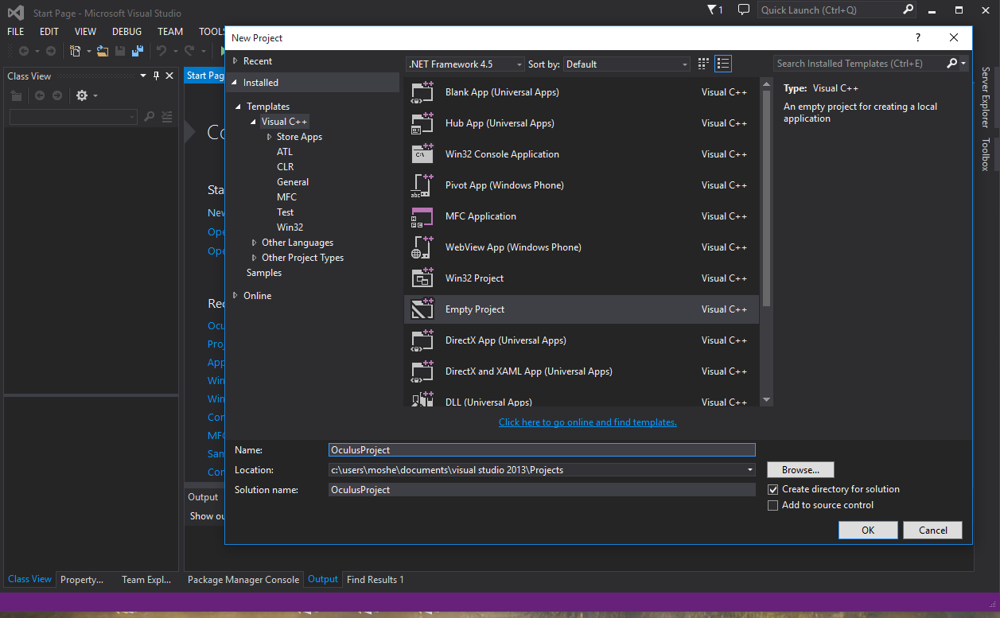 Start Page - Microsoft Visual Studio
1
Quick Launch (Ctrl+Q)
FILE EDIT VIEW DEBUG TEAM TOOLS
New Project
?
Class View
Start Pag
Recent
Installed
Templates
Visual C++
Store Apps
ATL
CLR
General
MFC
Test
Win32
Other Languages
Other Project Types
Samples
Online
.NET Framework 4.5
Sort by: Default
Search Installed Templates (Ctrl+E)
Blank App (Universal Apps) Visual C++
Hub App (Universal Apps) Visual C++
Win32 Console Application Visual C++
Pivot App (Windows Phone) Visual C++
MFC Application Visual C++
WebView App (Windows Phone) Visual C++
Win32 Project Visual C++
Empty Project Visual C++
DirectX App (Universal Apps) Visual C++
DirectX and XAML App (Universal Apps) Visual C++
DLL (Universal Apps) Visual C++
Click here to go online and find templates.
Type: Visual C++
An empty project for creating a local
application
Server Explorer
Toolbox
Co
Sta
New
Ope
Ope
Rec
Ocu
Proj
App
Win
Win
Con
MFC
Sam
Con
Name: OculusProject
Location: c:\users\moshe\documents\visual studio 2013\Projects
Browse...
Solution name: OculusProject
Create directory for solution
Add to source control
OK Cancel
Output
Show ou
Class View Property... Team Expl...
Package Manager Console Output Find Results 1